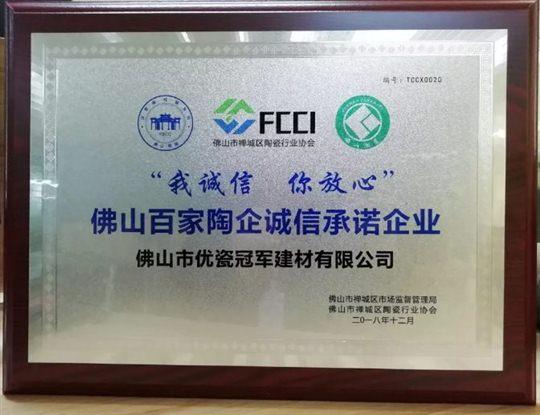 编号：TCCX0020
FCCI
佛山市禅城区陶瓷行业协会
“我诚信 你放心”
佛山百家陶企诚信承诺企业
佛山市优瓷冠军建材有限公司
佛山市禅城区市场监督管理局
佛山市禅城区陶瓷行业协会
二〇一八年十二月